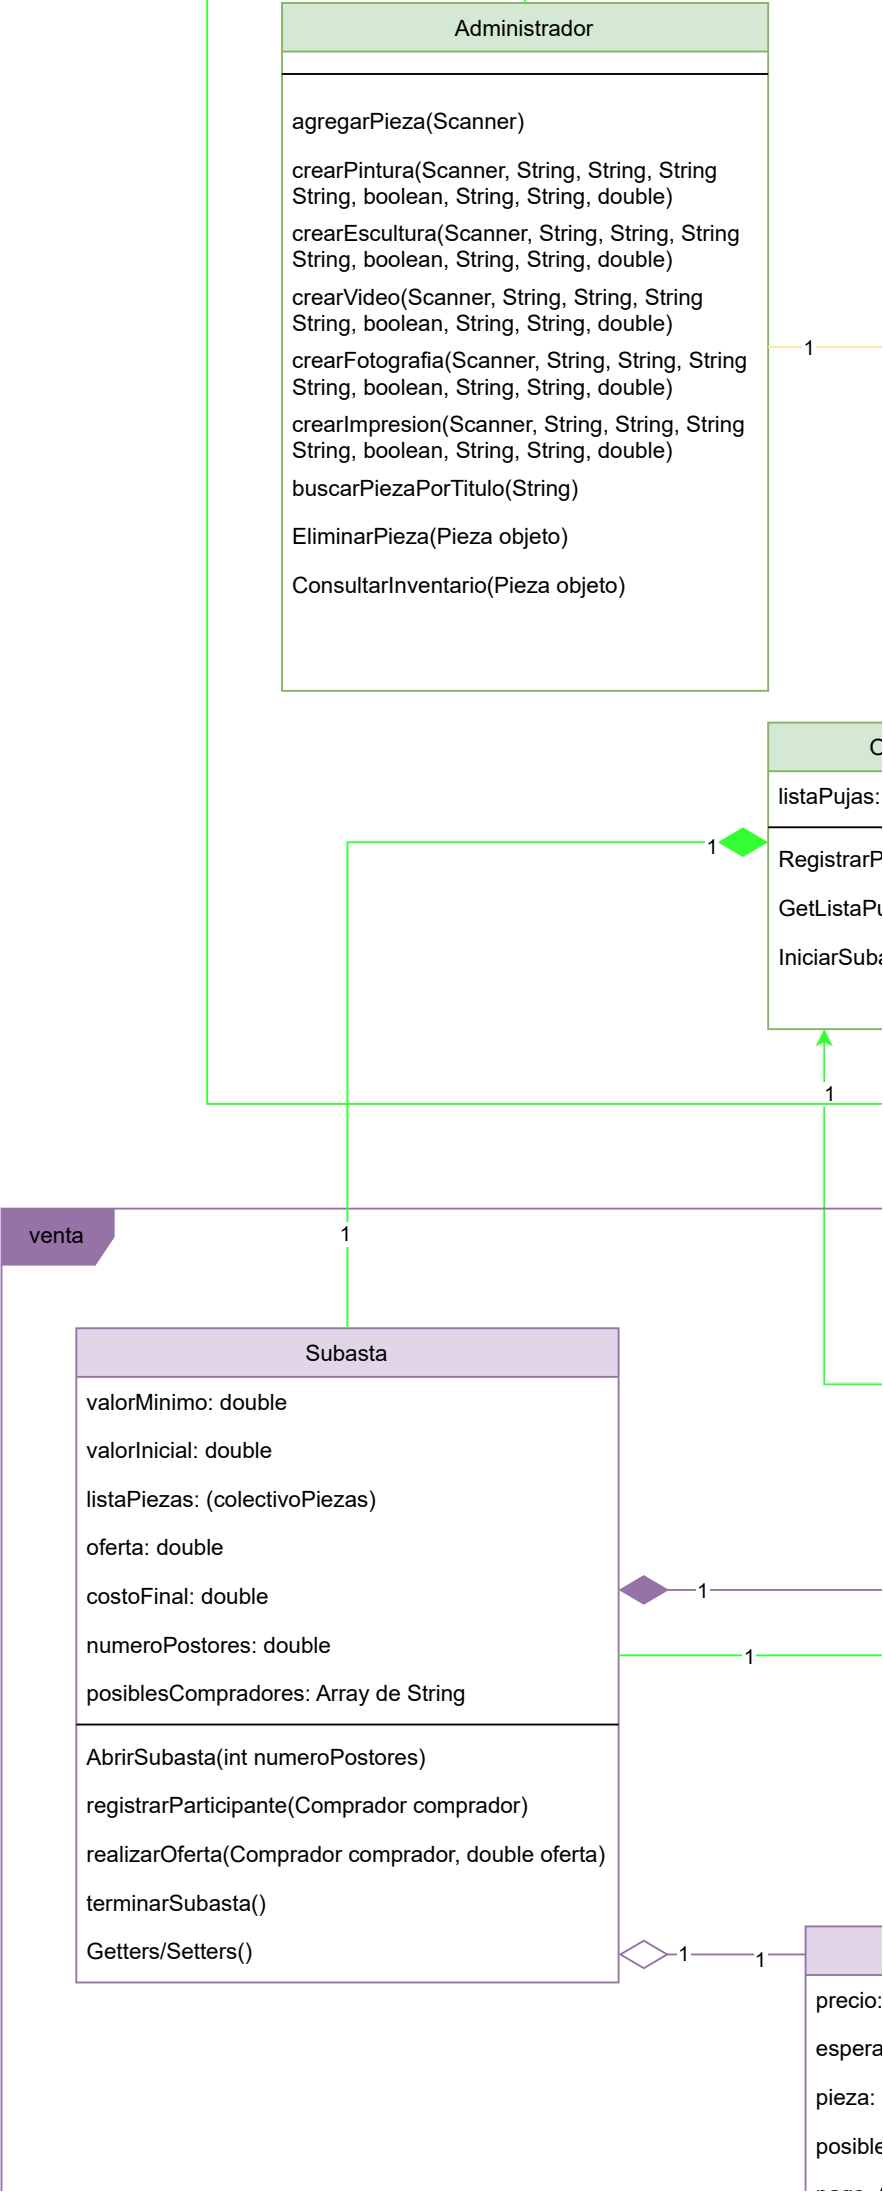 Administrador
agregarPieza(Scanner)
crearPintura(Scanner, String, String, String
String, boolean, String, String, double)
crearEscultura(Scanner, String, String, String
String, boolean, String, String, double)
crearVideo(Scanner, String, String, String
String, boolean, String, String, double)
crearFotografia(Scanner, String, String, String
String, boolean, String, String, double)
crearImpresion(Scanner, String, String, String
String, boolean, String, String, double)
buscarPiezaPorTitulo(String)
EliminarPieza(Pieza objeto)
ConsultarInventario(Pieza objeto)
1
listaPujas:
RegistrarP
GetListaPu
IniciarSuba
1
1
1
venta
Subasta
valorMinimo: double
valorInicial: double
listaPiezas: (colectivoPiezas)
oferta: double
costoFinal: double
numeroPostores: double
posiblesCompradores: Array de String
AbrirSubasta(int numeroPostores)
registrarParticipante(Comprador comprador)
realizarOferta(Comprador comprador, double oferta)
terminarSubasta()
Getters/Setters()
1
1
1
1
precio:
espera
pieza:
posible